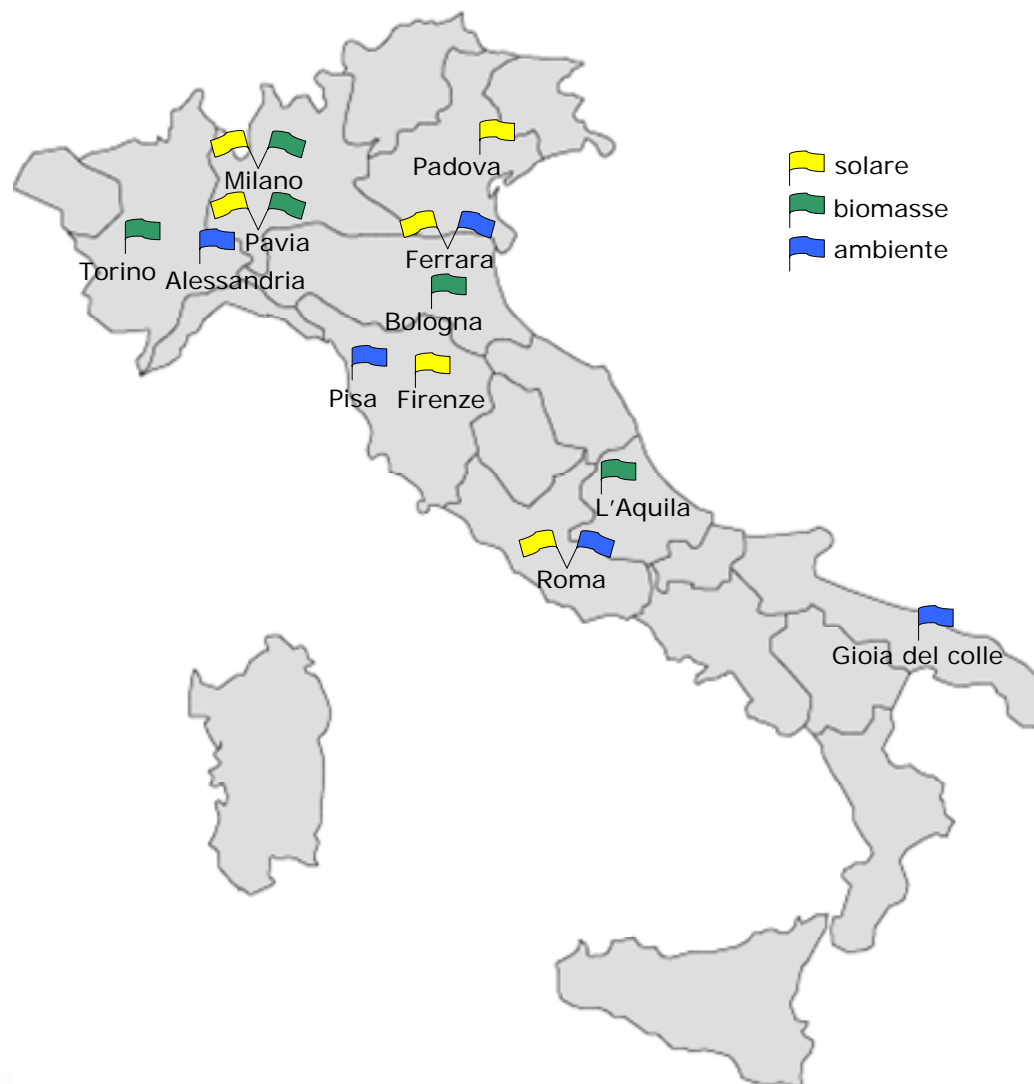 Padova
solare
Milano
biomasse
Pavia
ambiente
Ferrara
Torino
Alessandria
Bologna
Pisa
Firenze
L'Aquila
Roma
Gioia del colle